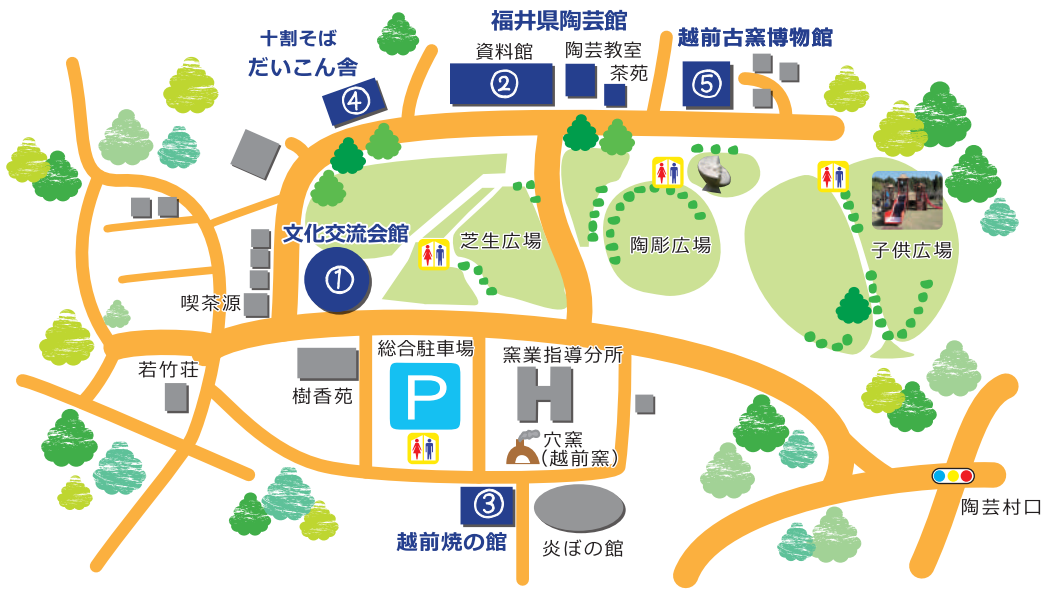 福井県陶芸館
十割そば
だいこん舎
資料館
陶芸教室
茶苑
越前古窯博物館
④
②
⑤
文化交流会館
①
芝生広場
陶彫広場
子供広場
喫茶源
若竹荘
総合駐車場
窯業指導分所
樹香苑
P
穴窯
(越前窯)
③
越前焼の館
炎ぼの館
陶芸村口